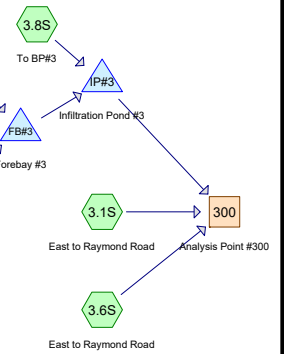 3.8S
To BP#3
IP#3
Infiltration Pond #3
FB#3
orebay #3
3.1S
East to Raymond Road
300
Analysis Point #300
3.6S
East to Raymond Road